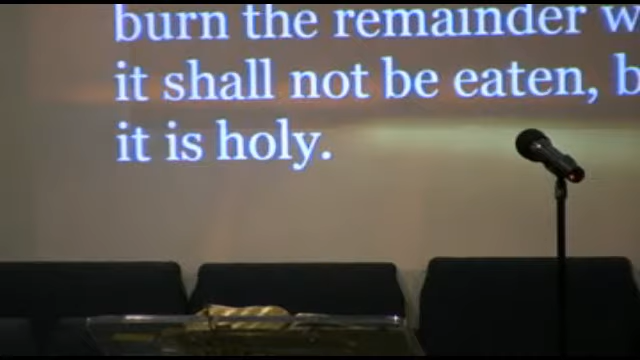 burn the remainder
it shall not be eaten,
it is holy.